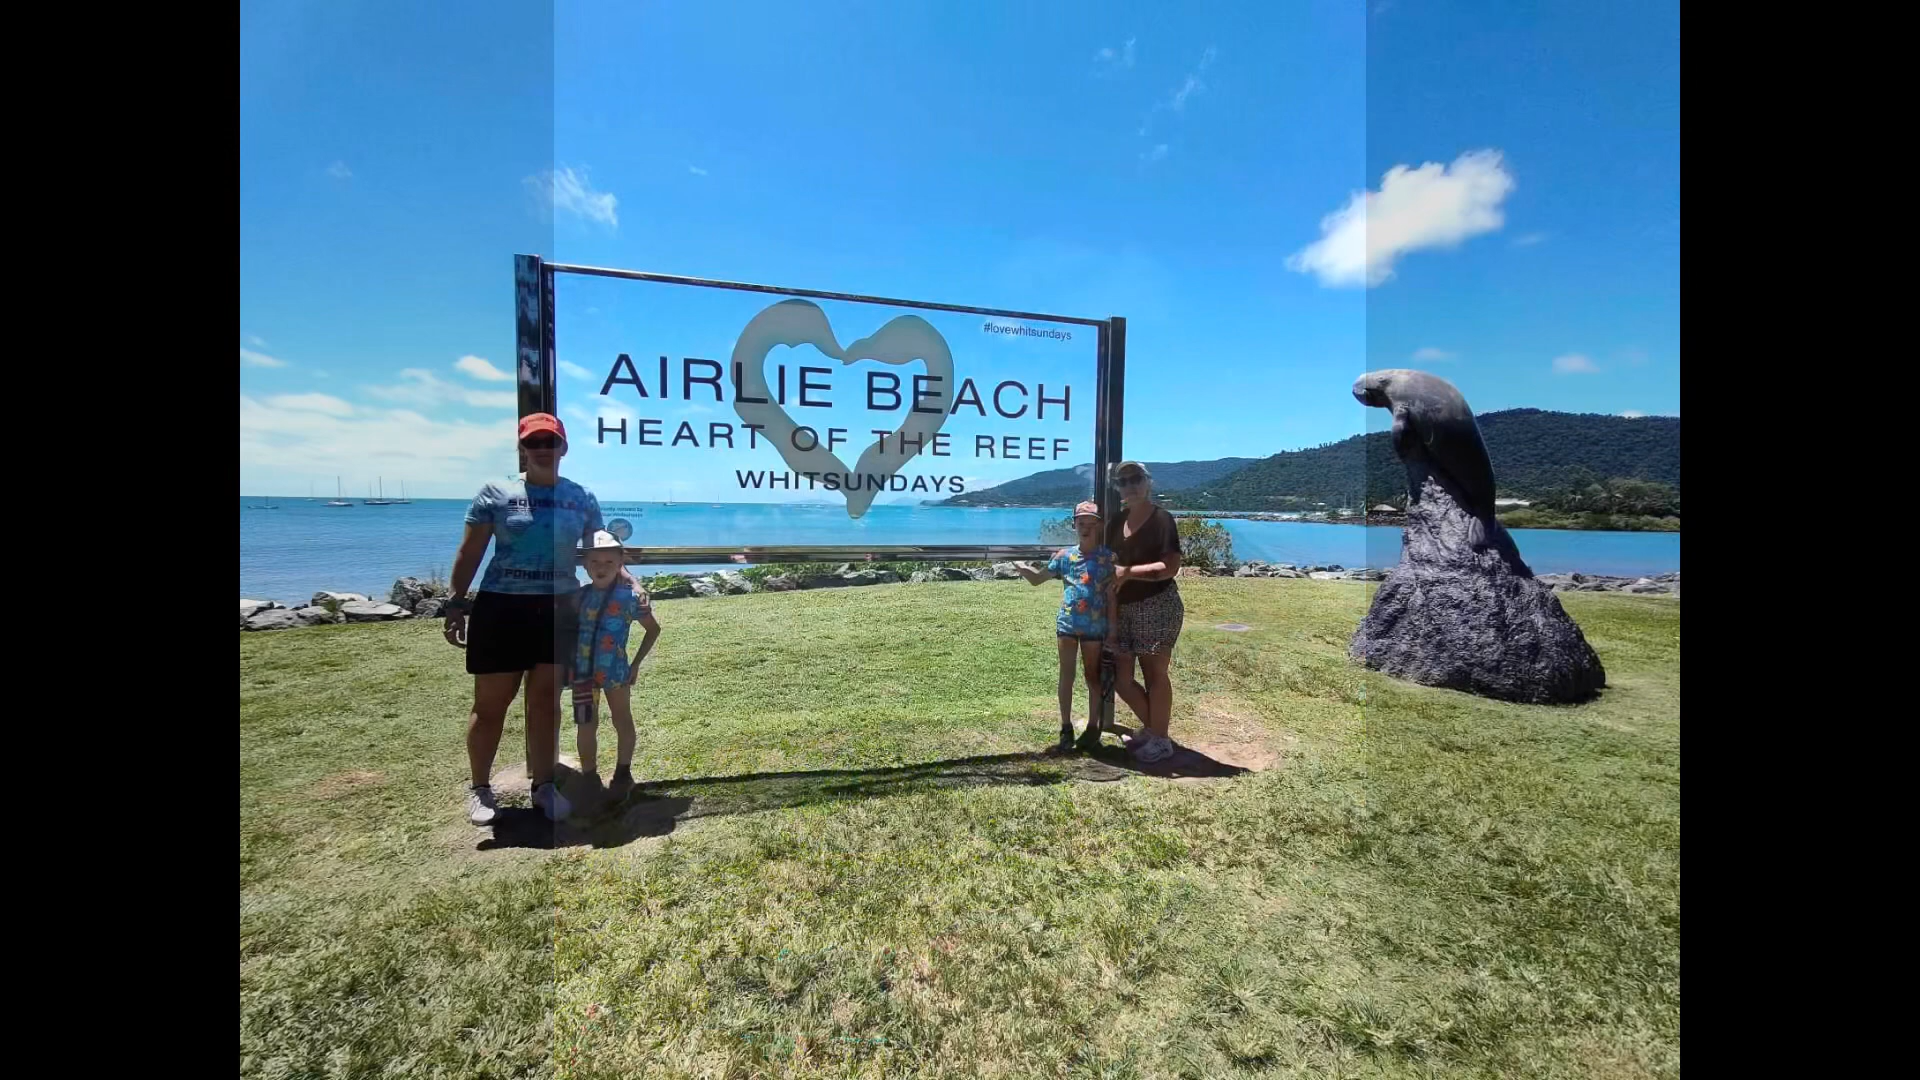 #lovewhitsundays
AIRLIE BEACH
HEART OF THE REEF
WHITSUNDAYS